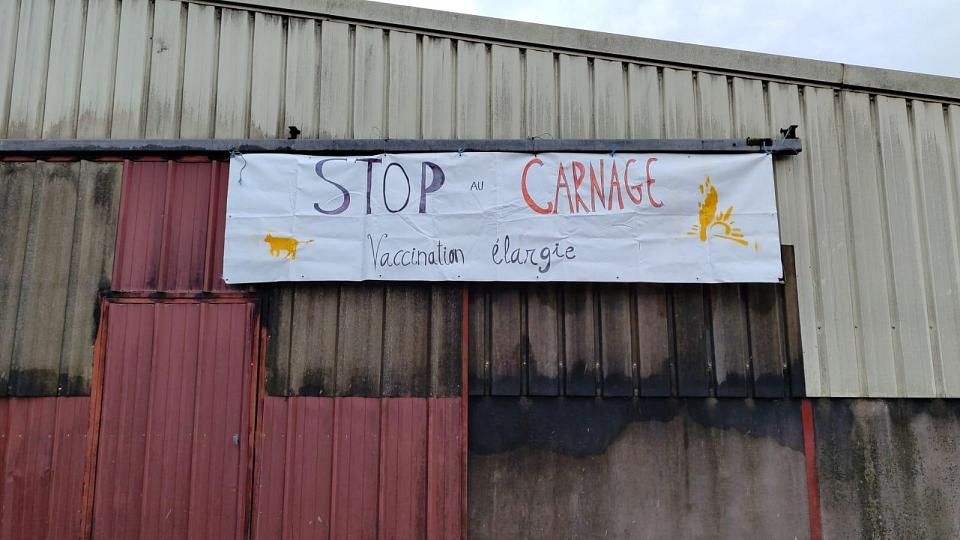 STOP AU CARNAGE
Vaccination élargie